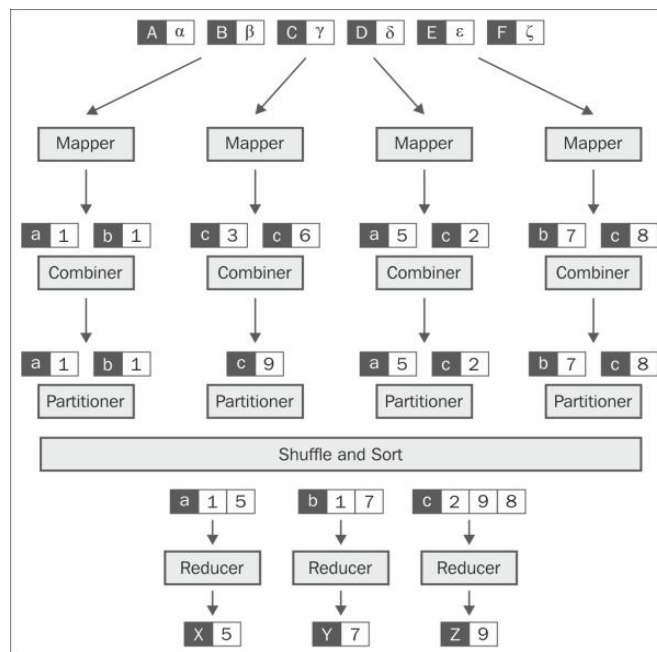 A α B β C γ D δ E ε F ζ
Mapper Mapper Mapper Mapper
a 1 b 1 c 3 c 6 a 5 c 2 b 7 c 8
Combiner Combiner Combiner Combiner
a 1 b 1 c 9 a 5 c 2 b 7 c 8
Partitioner Partitioner Partitioner Partitioner
Shuffle and Sort
a 1 5 b 1 7 c 2 9 8
Reducer Reducer Reducer
X 5 Y 7 Z 9